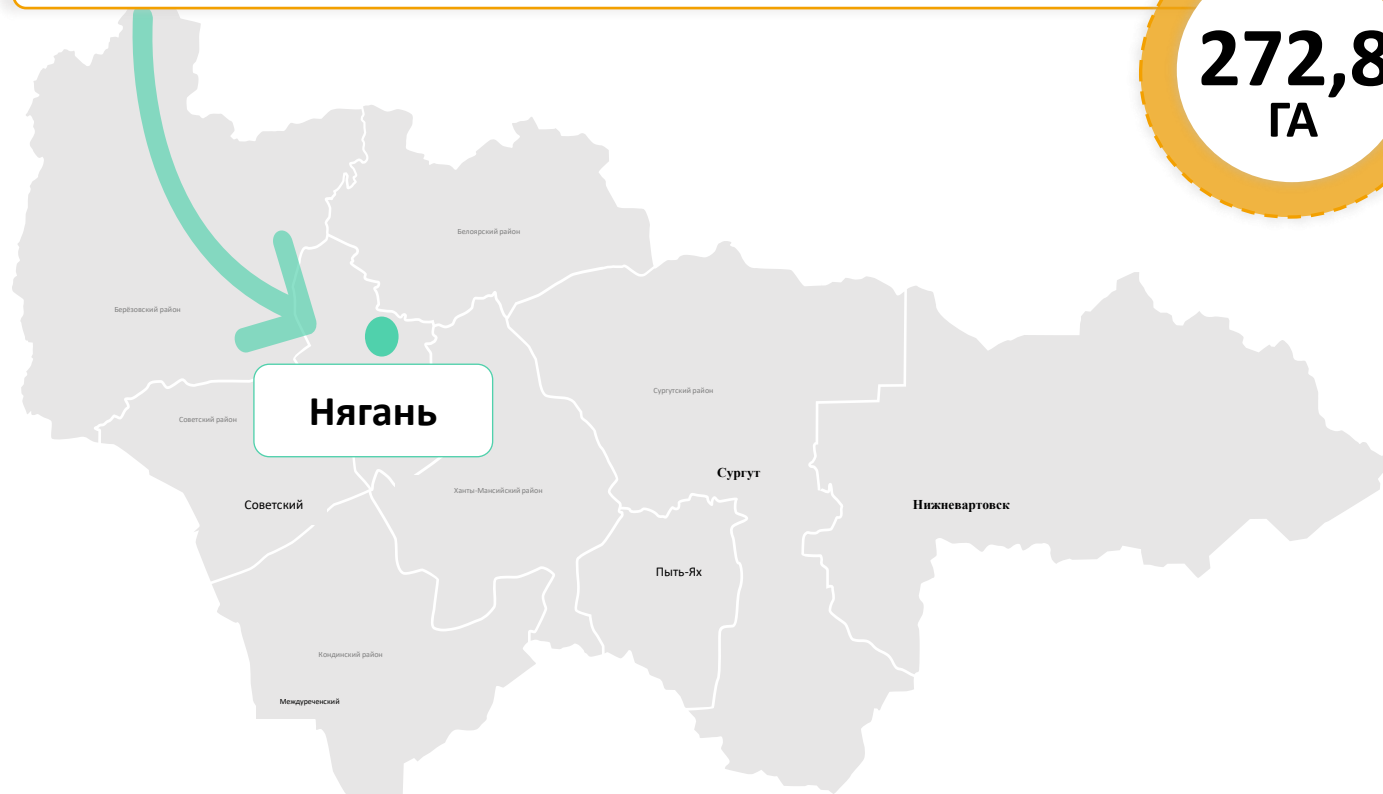 272,8
ГА
Белоярский район
Берёзовский район
Сургутский район
Нягань
Советский район
Сургут
Ханты-Мансийский район
Советский
Нижневартовск
Пыть-Ях
Кондинский район
Междуреченский